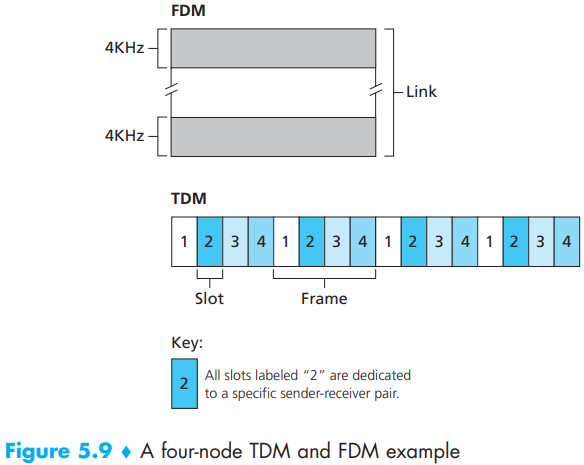 FDM
4KHz
Link
4KHz
TDM
1 2 3 4 1 2 3 4 1 2 3 4 1 2 3 4
Slot
Frame
Key:
2
All slots labeled “2” are dedicated
to a specific sender-receiver pair.
Figure 5.9 ♦ A four-node TDM and FDM example